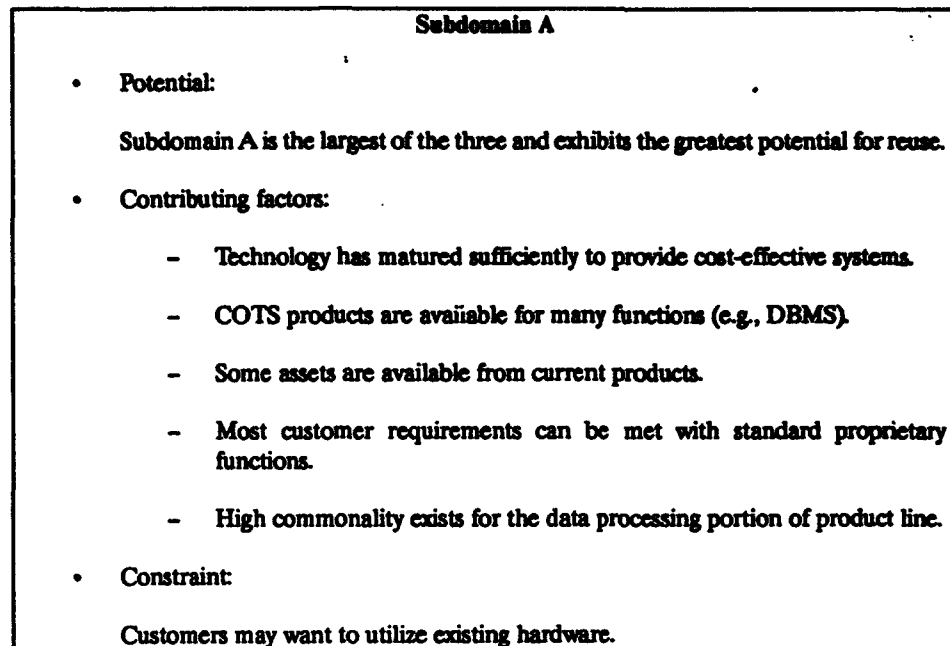 Subdomain A
• Potential:
Subdomain A is the largest of the three and exhibits the greatest potential for reuse.
• Contributing factors:
– Technology has matured sufficiently to provide cost-effective systems.
– COTS products are available for many functions (e.g., DBMS).
– Some assets are available from current products.
– Most customer requirements can be met with standard proprietary
functions.
– High commonality exists for the data processing portion of product line.
• Constraint:
Customers may want to utilize existing hardware.